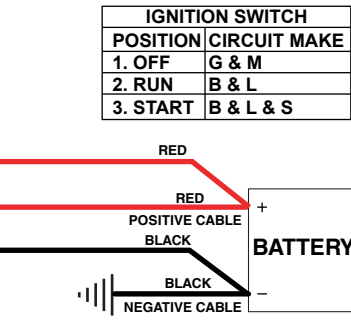 IGNITION SWITCH
POSITION CIRCUIT MAKE
1. OFF G & M
2. RUN B & L
3. START B & L & S
RED
RED
+
POSITIVE CABLE
BLACK
BATTERY
BLACK
–
NEGATIVE CABLE